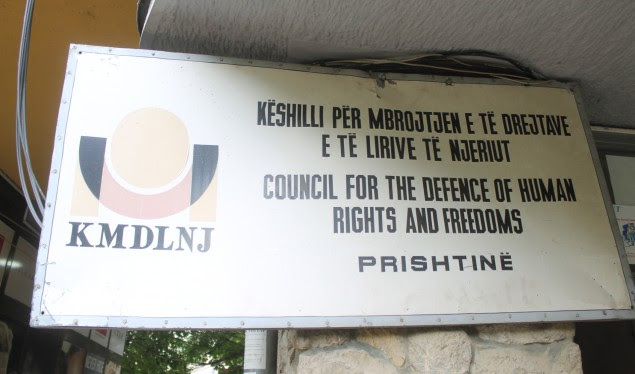 KËSHILLI PËR MBROJTJEN E TË DREJTAVE
E TË LIRIVE TË NJERIUT
COUNCIL FOR THE DEFENCE OF HUMAN
RIGHTS AND FREEDOMS
PRISHTINË
KMDLNJ